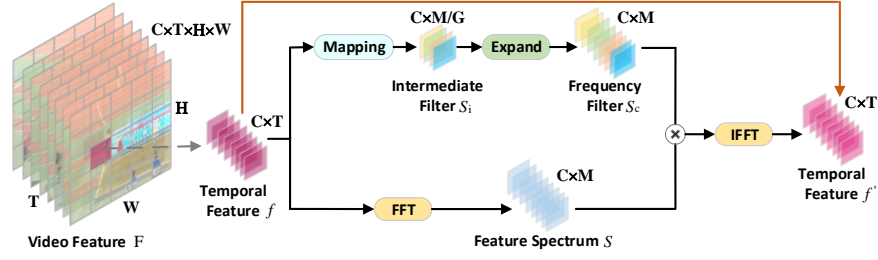 C×T×H×W
H
T
W
Video Feature F
C×T
Temporal
Feature f
Mapping
C×M/G
Intermediate
Filter Si
Expand
C×M
Frequency
Filter Sc
FFT
C×M
Feature Spectrum S
×
IFFT
C×T
Temporal
Feature f'